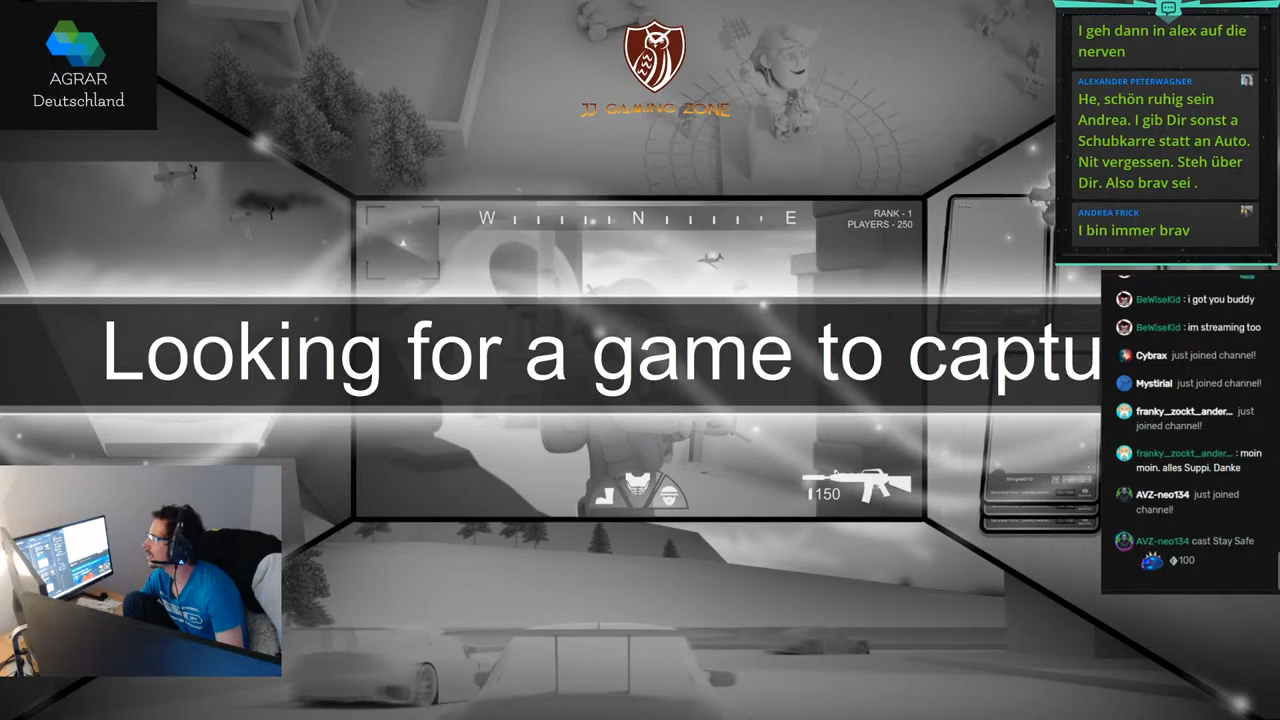 AGRAR
Deutschland
JJ GAMING ZONE
W
N
E
RANK - 1
PLAYERS - 250
Looking for a game to captu
150
I geh dann in alex auf die
nerven
ALEXANDER PETERWAGNER
He, schön ruhig sein
Andrea. I gib Dir sonst a
Schubkarre statt an Auto.
Nit vergessen. Steh über
Dir. Also brav sei .
ANDREA FRICK
I bin immer brav
BeWiseKid : i got you buddy
BeWiseKid : im streaming too
Cybrax just joined channel!
Mystirial just joined channel!
franky_zockt_ander... just
joined channel!
franky_zockt_ander... : moin
moin. alles Suppi. Danke
AVZ-neo134 just joined
channel!
AVZ-neo134 cast Stay Safe
100